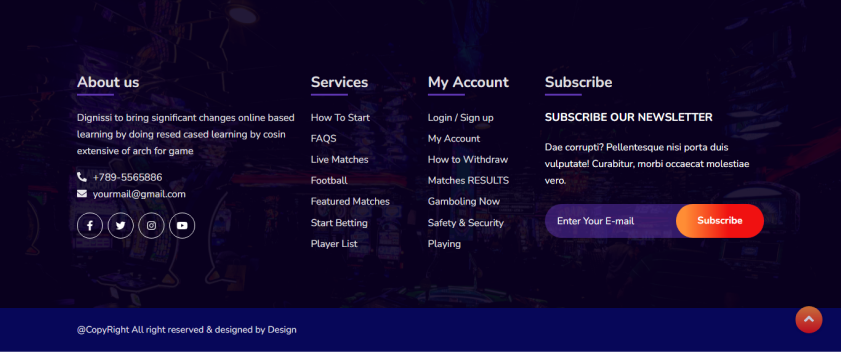 About us
Dignissi to bring significant changes online based
learning by doing resed cased learning by cosin
extensive of arch for game
+789-5565886
yourmail@gmail.com
Services
How To Start
FAQS
Live Matches
Football
Featured Matches
Start Betting
Player List
My Account
Login / Sign up
My Account
How to Withdraw
Matches RESULTS
Gamboling Now
Safety & Security
Playing
Subscribe
SUBSCRIBE OUR NEWSLETTER
Dae corrupti? Pellentesque nisi porta duis
vulputate! Curabitur, morbi occaecat molestiae
vero.
Enter Your E-mail
Subscribe
@CopyRight All right reserved & designed by Design